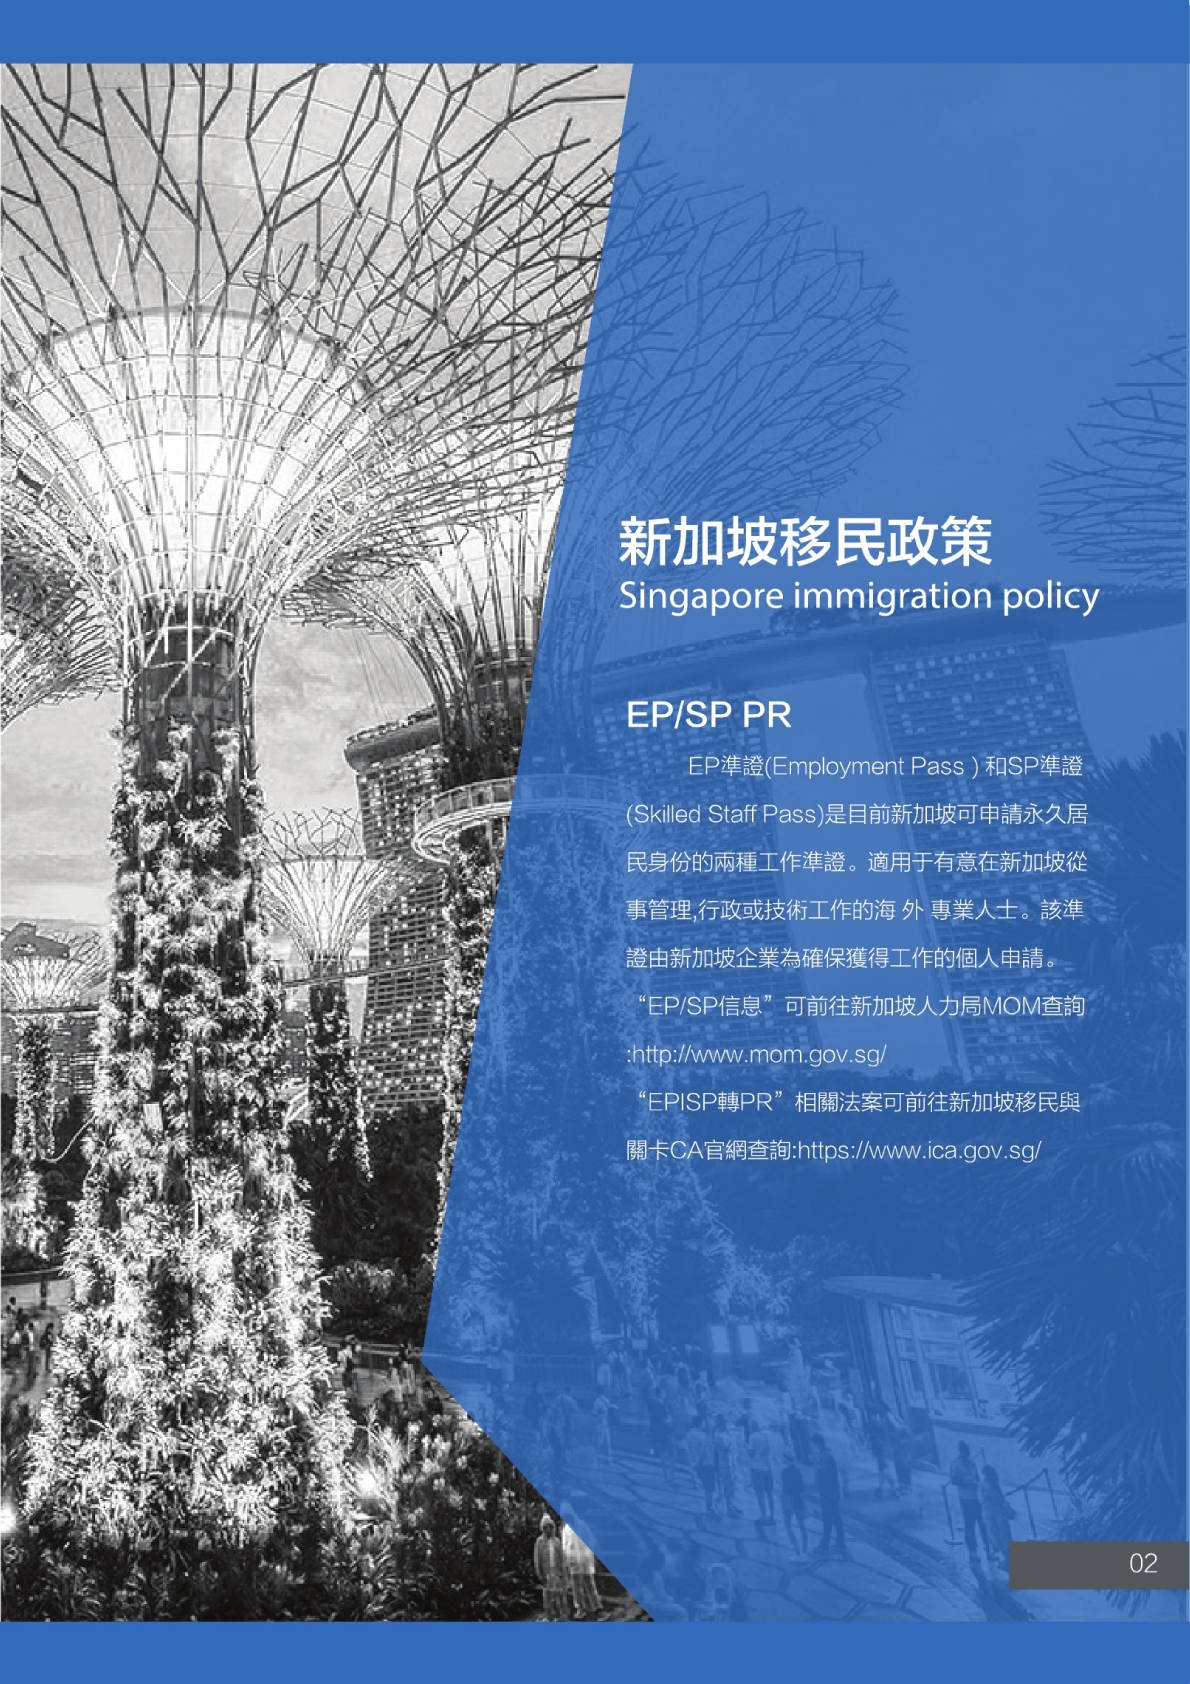 新加坡移民政策
Singapore immigration policy
EP/SP PR
EP準證(Employment Pass ) 和SP準證
(Skilled Staff Pass)是目前新加坡可申請永久居
民身份的兩種工作準證。適用于有意在新加坡從
事管理,行政或技術工作的海 外 專業人士。該準
證由新加坡企業為確保獲得工作的個人申請。
“EP/SP信息”可前往新加坡人力局MOM查詢
:http://www.mom.gov.sg/
“EPISP轉PR”相關法案可前往新加坡移民與
關卡CA官網查詢:https://www.ica.gov.sg/
02